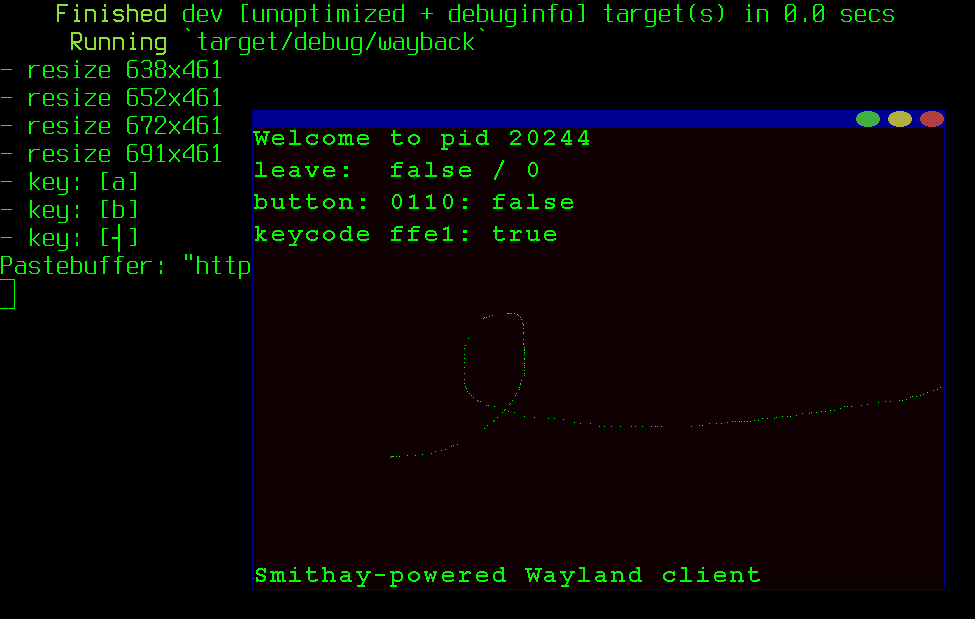 Finished dev [unoptimized + debuginfo] target(s) in 0.0 secs
Running `target/debug/wayback`
- resize 638x461
- resize 652x461
- resize 672x461
- resize 691x461
- key: [a]
- key: [b]
- key: [┤]
Pastebuffer: "http
Welcome to pid 20244
leave: false / 0
button: 0110: false
keycode ffe1: true
Smithay-powered Wayland client